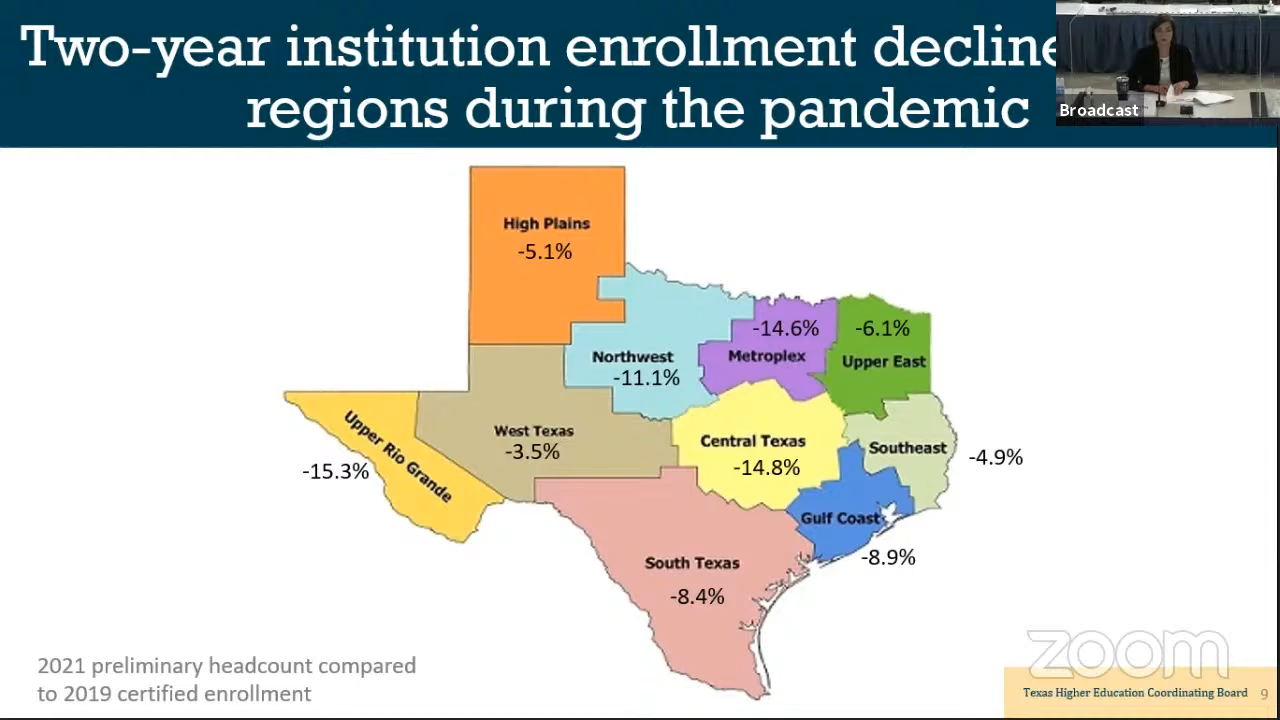 Two-year institution enrollment decline
regions during the pandemic
Broadcast
High Plains
-5.1%
Northwest
-11.1%
-14.6%
Metroplex
-6.1%
Upper East
Upper Rio Grande
-15.3%
West Texas
-3.5%
Central Texas
-14.8%
Southeast
-4.9%
Gulf Coast
-8.9%
South Texas
-8.4%
2021 preliminary headcount compared
to 2019 certified enrollment
zoom
Texas Higher Education Coordinating Board 9